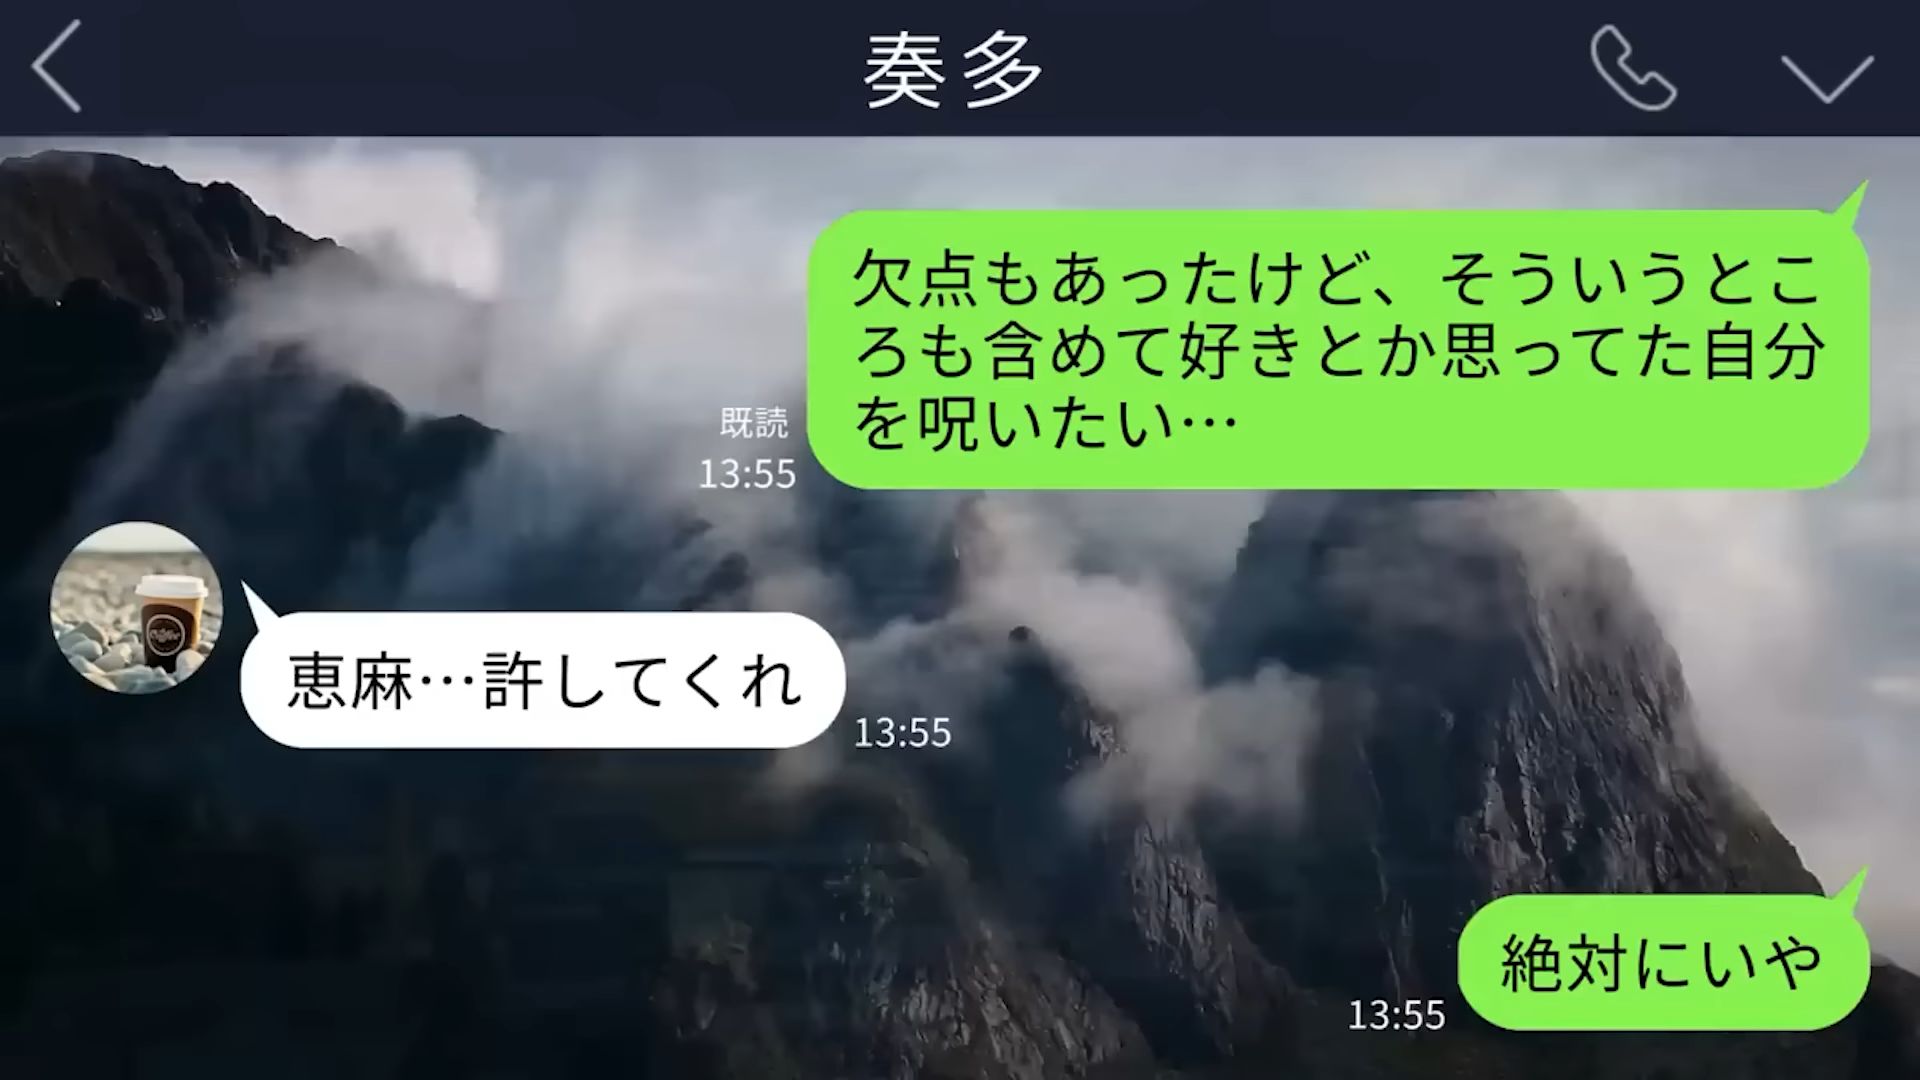 奏多
欠点もあったけど、そういうとこ
ろも含めて好きとか思ってた自分
を呪いたい…
既読
13:55
恵麻…許してくれ
13:55
絶対にいや
13:55